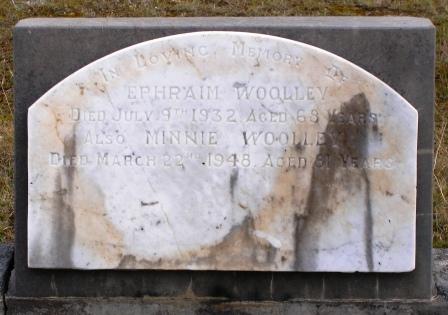 In Loving Memory Of
EPHRAIM WOOLLEY
Died July 9th 1932, Aged 68 Years.
Also MINNIE WOOLLEY
Died March 22nd 1948, Aged 81 Years